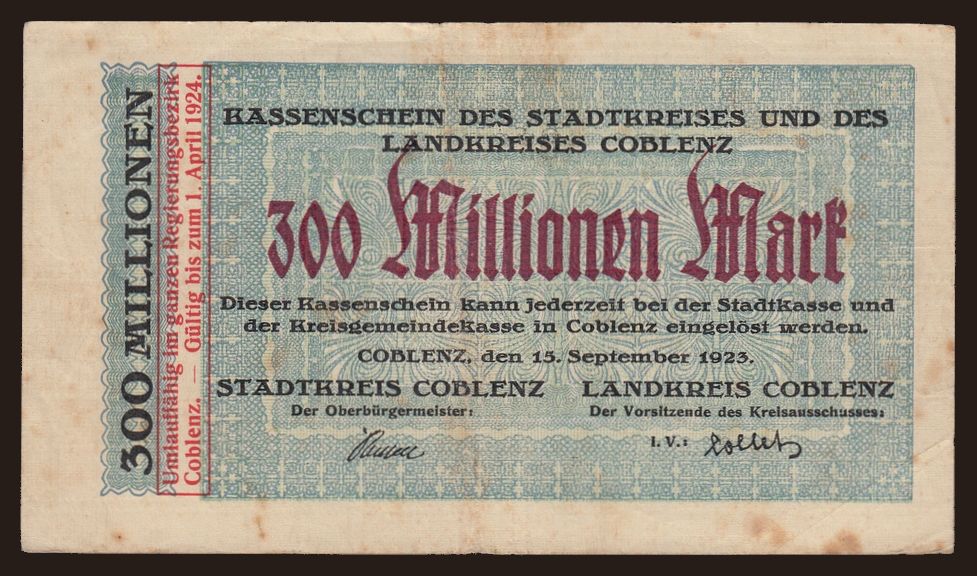 300 MILLIONEN
Umlauffähig im ganzen Regierungsbezirk
Coblenz. — Gültig bis zum 1. April 1924.
KASSENSCHEIN DES STADTKREISES UND DES
LANDKREISES COBLENZ
300 Millionen Mark
Dieser Kassenschein kann jederzeit bei der Stadtkasse und
der Kreisgemeindekasse in Coblenz eingelöst werden.
COBLENZ, den 15. September 1923.
STADTKREIS COBLENZ LANDKREIS COBLENZ
Der Oberbürgermeister: Der Vorsitzende des Kreisausschusses:
I. V.: